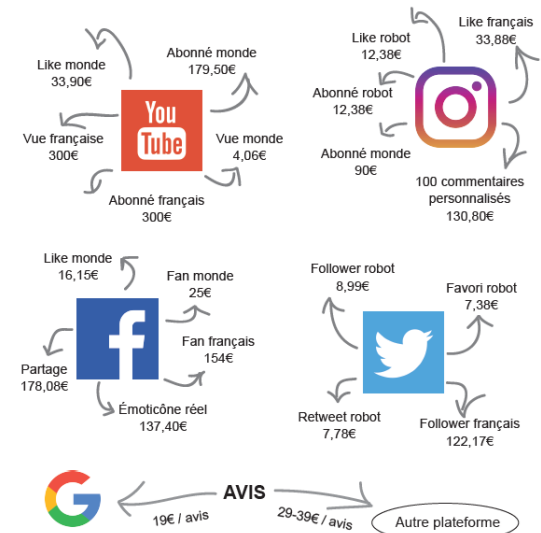 Like monde
33,90€
Abonné monde
179,50€
You
Tube
Vue française
300€
Vue monde
4,06€
Abonné français
300€
Like robot
12,38€
Like français
33,88€
Abonné robot
12,38€
Abonné monde
90€
100 commentaires
personnalisés
130,80€
Like monde
16,15€
Fan monde
25€
f
Fan français
154€
Partage
178,08€
Émoticône réel
137,40€
Follower robot
8,99€
Favori robot
7,38€
Retweet robot
7,78€
Follower français
122,17€
G
AVIS
19€ / avis
29-39€ / avis
Autre plateforme